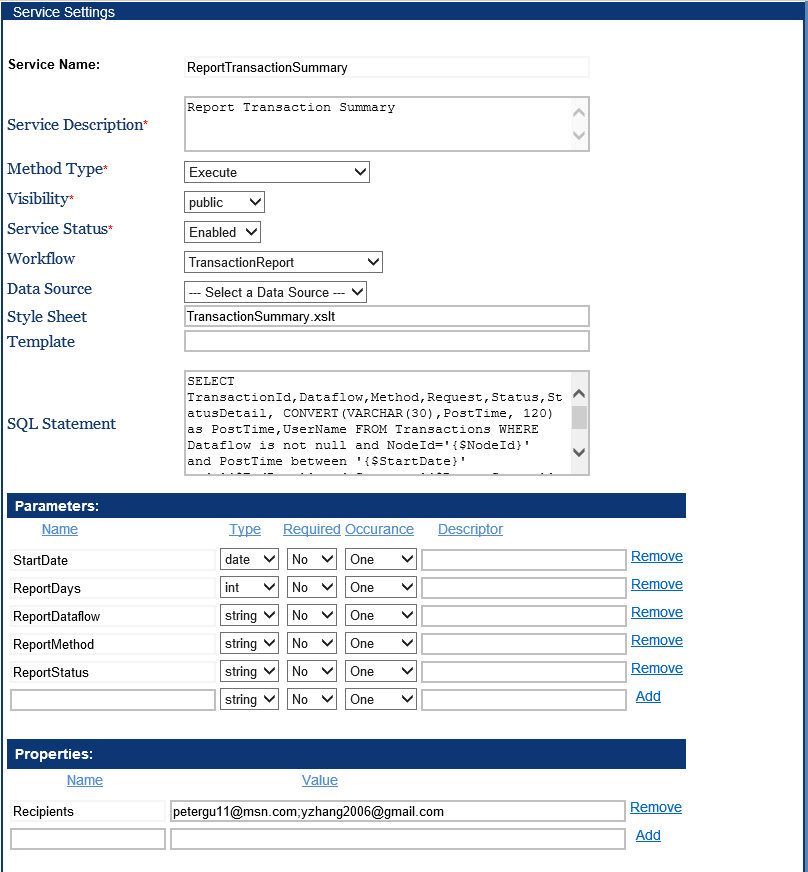 Service Settings
Service Name: ReportTransactionSummary
Service Description* Report Transaction Summary
Method Type* Execute
Visibility* public
Service Status* Enabled
Workflow TransactionReport
Data Source --- Select a Data Source ---
Style Sheet TransactionSummary.xslt
Template
SQL Statement
SELECT
TransactionId,Dataflow,Method,Request,Status,St
atusDetail, CONVERT(VARCHAR(30),PostTime, 120)
as PostTime,UserName FROM Transactions WHERE
Dataflow is not null and NodeId='{$NodeId}'
and PostTime between '{$StartDate}'
Parameters:
Name Type Required Occurance Descriptor
StartDate date No One Remove
ReportDays int No One Remove
ReportDataflow string No One Remove
ReportMethod string No One Remove
ReportStatus string No One Remove
string No One Add
Properties:
Name Value
Recipients petergu11@msn.com;yzhang2006@gmail.com Remove
Add